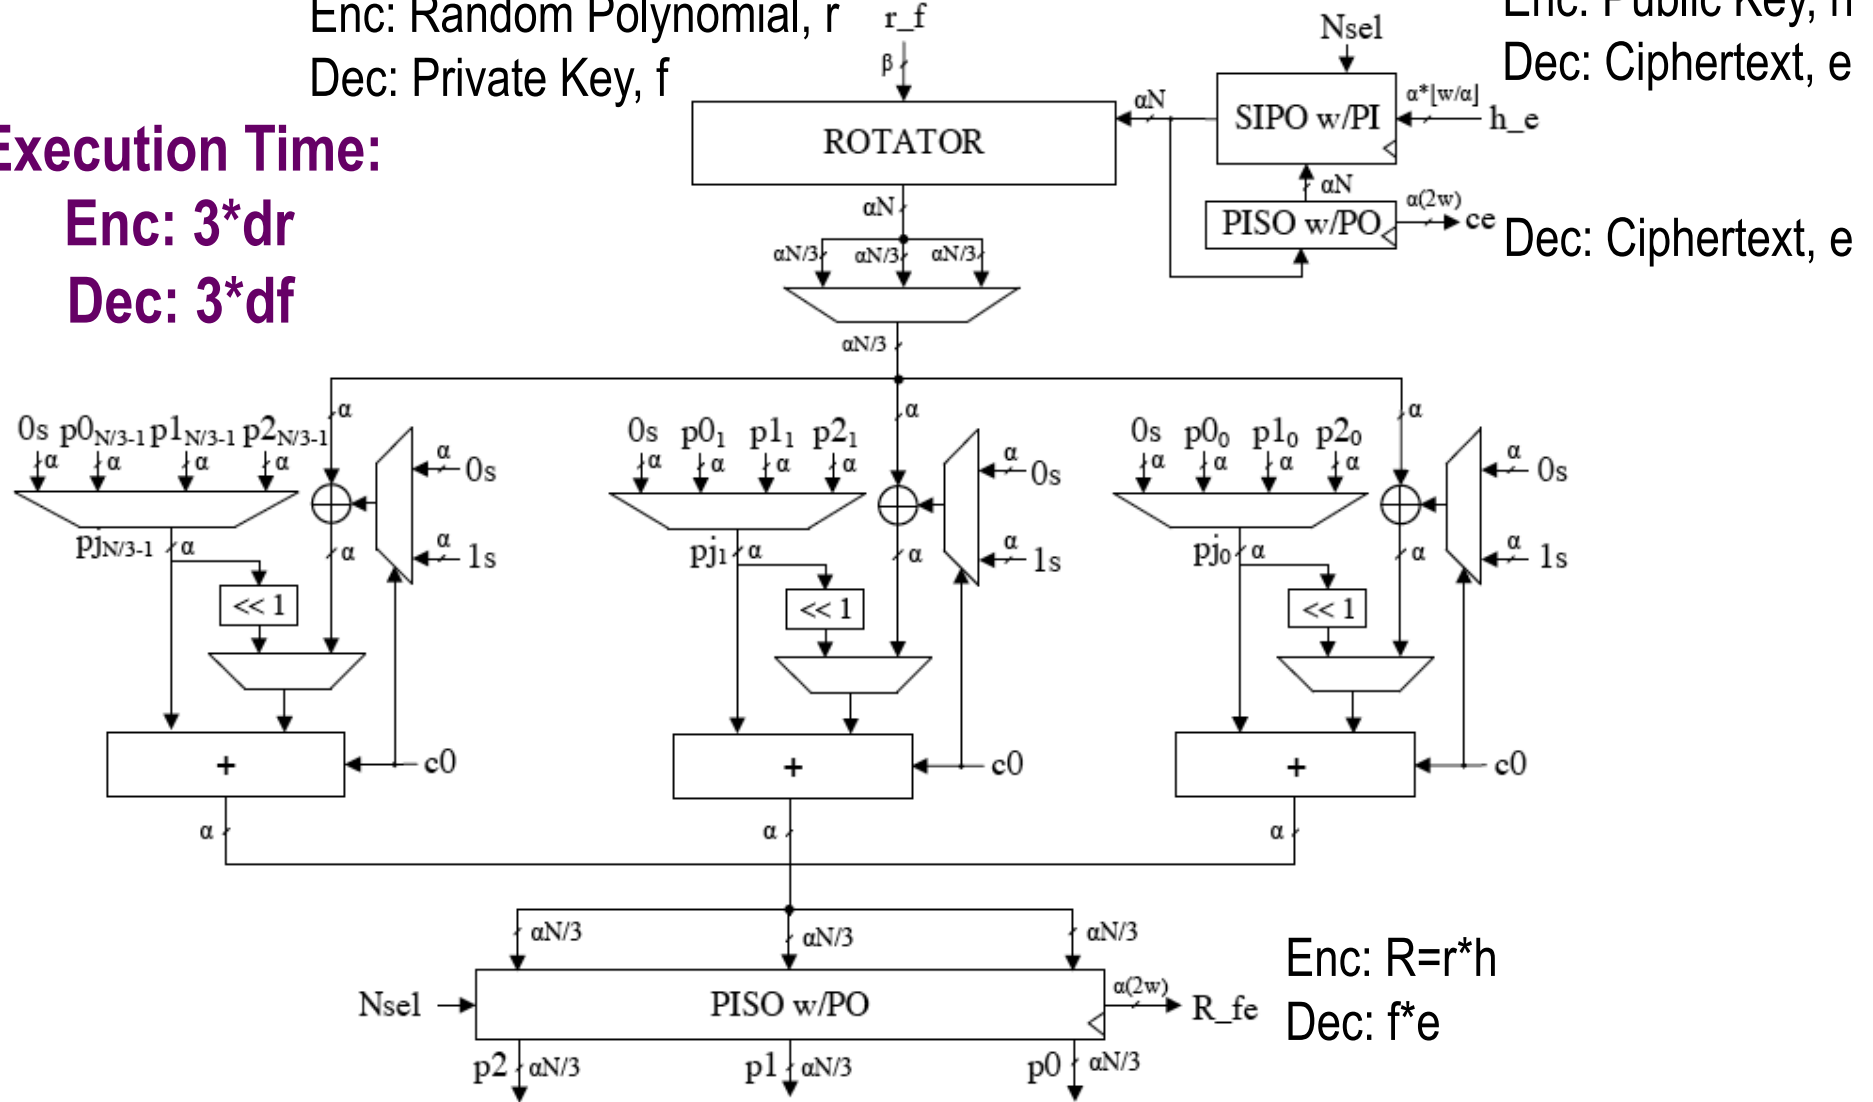 Enc: Random Polynomial, r
Dec: Private Key, f
r_f
β
Nsel
Enc: Public Key, h
Dec: Ciphertext, e
Execution Time:
Enc: 3*dr
Dec: 3*df
ROTATOR
αN
SIPO w/PI
α*⌊w/α⌋
h_e
αN
PISO w/PO
α(2w)
ce
Dec: Ciphertext, e
αN
αN/3 αN/3 αN/3
αN/3
α α α
0s p0N/3-1 p1N/3-1 p2N/3-1
α α α α
α 0s
α 1s
0s p01 p11 p21
α α α α
α 0s
α 1s
0s p00 p10 p20
α α α α
α 0s
α 1s
pjN/3-1 α α
pj1 α α
pj0 α α
<< 1 << 1 << 1
+ c0 + c0 + c0
α α α
αN/3 αN/3 αN/3
Nsel
PISO w/PO
α(2w)
R_fe
Enc: R=r*h
Dec: f*e
p2 αN/3 p1 αN/3 p0 αN/3